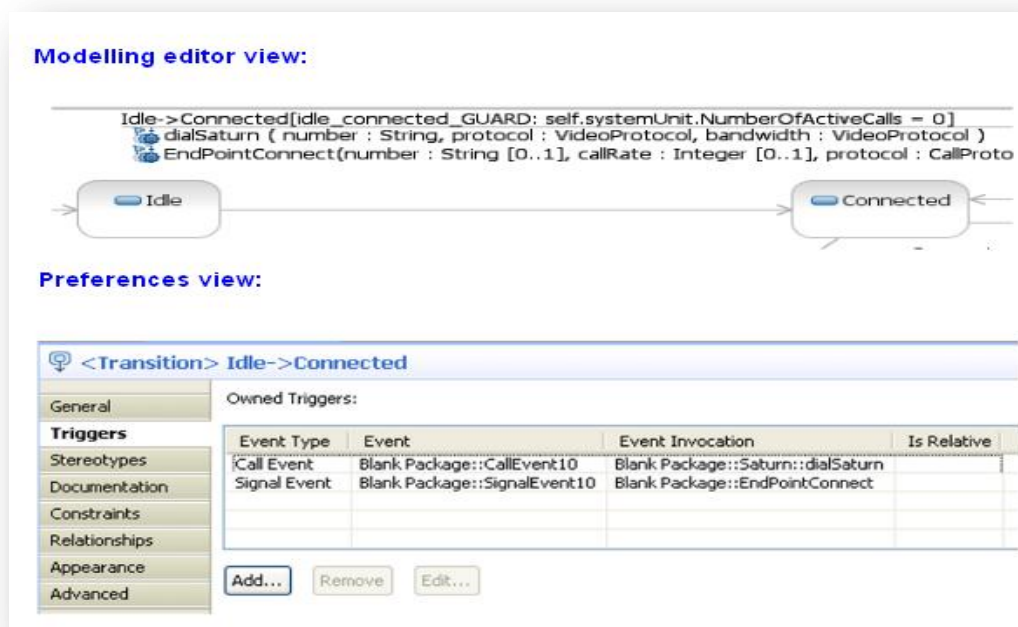 Modelling editor view:
Idle->Connected[idle_connected_GUARD: self.systemUnit.NumberOfActiveCalls = 0]
dialSaturn ( number : String, protocol : VideoProtocol, bandwidth : VideoProtocol )
EndPointConnect(number : String [0..1], callRate : Integer [0..1], protocol : CallProto
Idle
Connected
Preferences view:
<Transition> Idle->Connected
General
Triggers
Stereotypes
Documentation
Constraints
Relationships
Appearance
Advanced
Owned Triggers:
Event Type Event Event Invocation Is Relative
Call Event Blank Package::CallEvent10 Blank Package::Saturn::dialSaturn
Signal Event Blank Package::SignalEvent10 Blank Package::EndPointConnect
Add... Remove Edit...